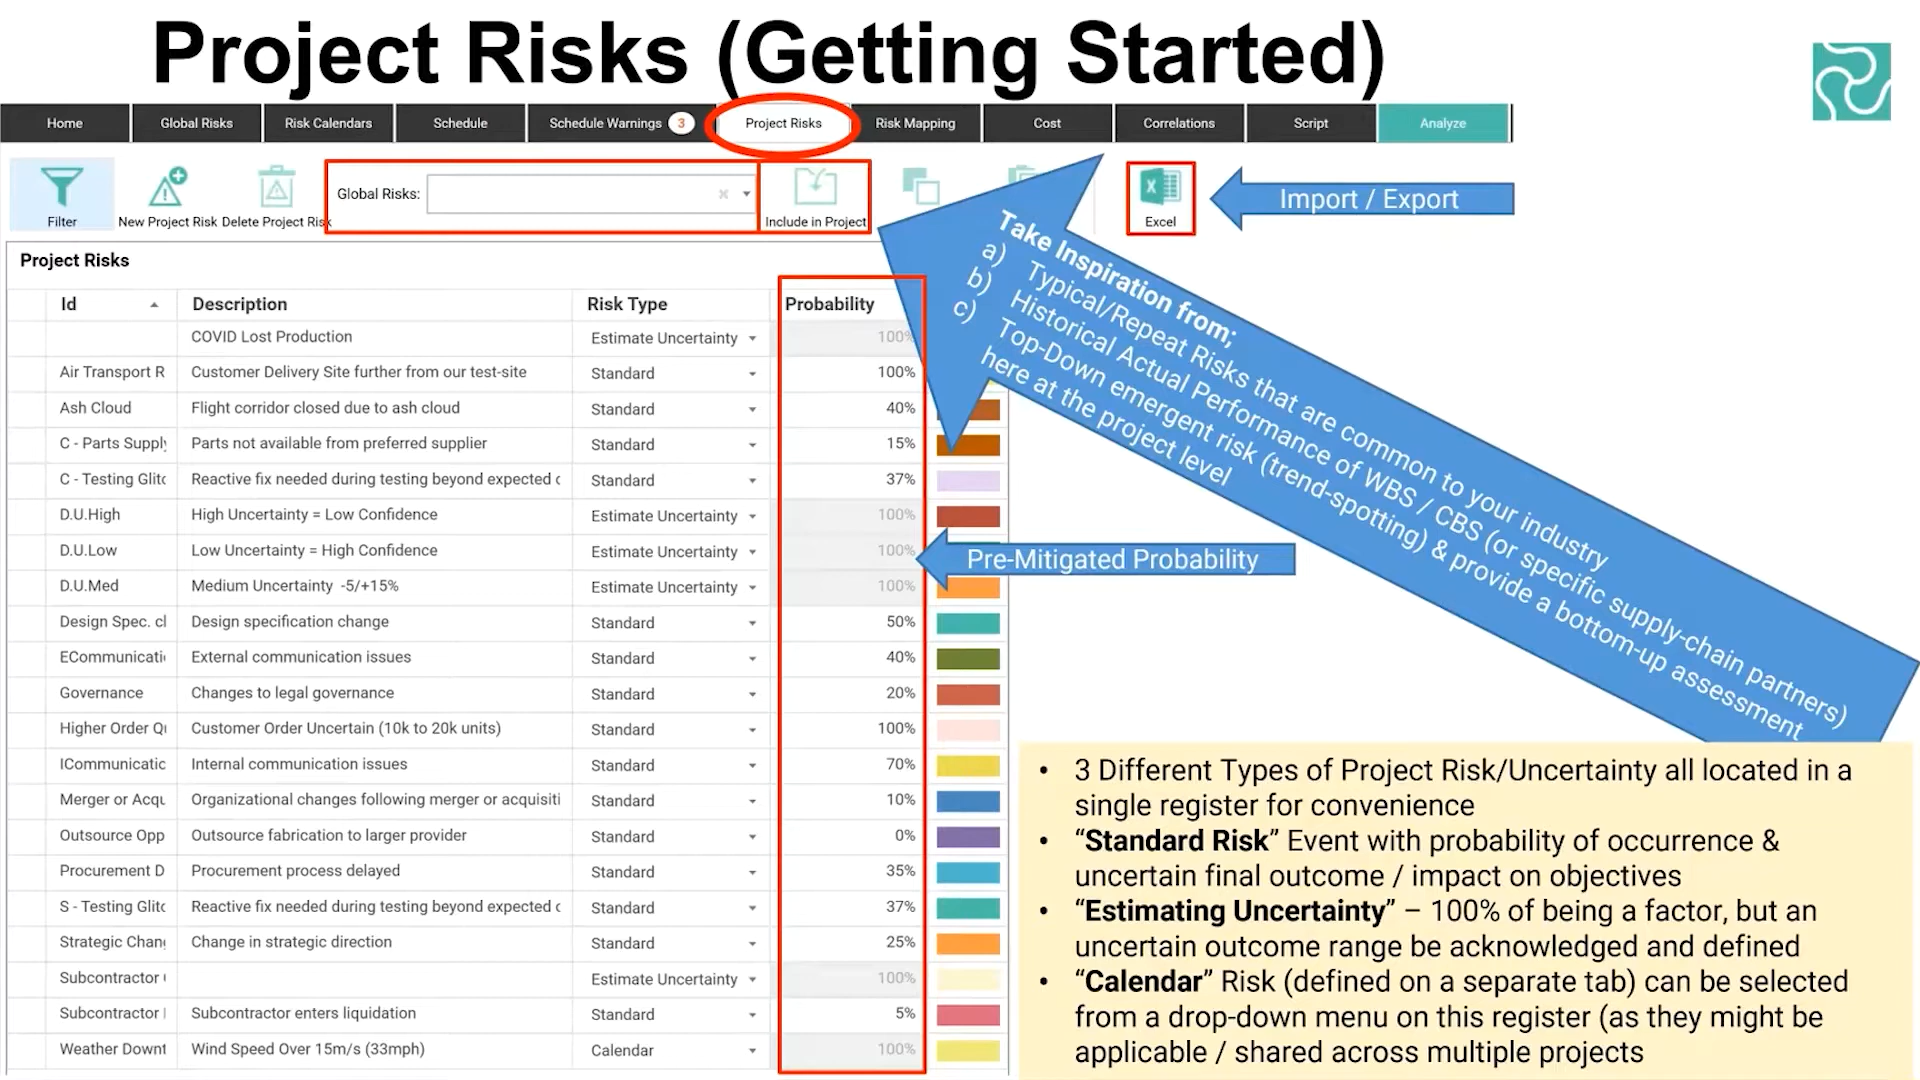 Project Risks (Getting Started)
Home Global Risks Risk Calendars Schedule Schedule Warnings 3 Project Risks Risk Mapping Cost Correlations Script Analyze
Filter New Project Risk Delete Project Risk Global Risks: Include in Project Excel
Import / Export
Take Inspiration from;
a) Typical/Repeat Risks that are common to your industry
b) Historical Actual Performance of WBS / CBS (or specific supply-chain partners)
c) Top-Down emergent risk (trend-spotting) & provide a bottom-up assessment
here at the project level
Project Risks
Id Description Risk Type Probability
COVID Lost Production Estimate Uncertainty 100%
Air Transport R Customer Delivery Site further from our test-site Standard 100%
Ash Cloud Flight corridor closed due to ash cloud Standard 40%
C - Parts Supply Parts not available from preferred supplier Standard 15%
C - Testing Glitc Reactive fix needed during testing beyond expected c Standard 37%
D.U.High High Uncertainty = Low Confidence Estimate Uncertainty 100%
D.U.Low Low Uncertainty = High Confidence Estimate Uncertainty 100%
Pre-Mitigated Probability
D.U.Med Medium Uncertainty -5/+15% Estimate Uncertainty 100%
Design Spec. cl Design specification change Standard 50%
ECommunicati External communication issues Standard 40%
Governance Changes to legal governance Standard 20%
Higher Order Q Customer Order Uncertain (10k to 20k units) Standard 100%
ICommunicatic Internal communication issues Standard 70%
Merger or Acqu Organizational changes following merger or acquisiti Standard 10%
Outsource Opp Outsource fabrication to larger provider Standard 0%
Procurement D Procurement process delayed Standard 35%
S - Testing Glitc Reactive fix needed during testing beyond expected c Standard 37%
Strategic Chan Change in strategic direction Standard 25%
Subcontractor Estimate Uncertainty 100%
Subcontractor Subcontractor enters liquidation Standard 5%
Weather Downt Wind Speed Over 15m/s (33mph) Calendar 100%
• 3 Different Types of Project Risk/Uncertainty all located in a
single register for convenience
• “Standard Risk” Event with probability of occurrence &
uncertain final outcome / impact on objectives
• “Estimating Uncertainty” – 100% of being a factor, but an
uncertain outcome range be acknowledged and defined
• “Calendar” Risk (defined on a separate tab) can be selected
from a drop-down menu on this register (as they might be
applicable / shared across multiple projects